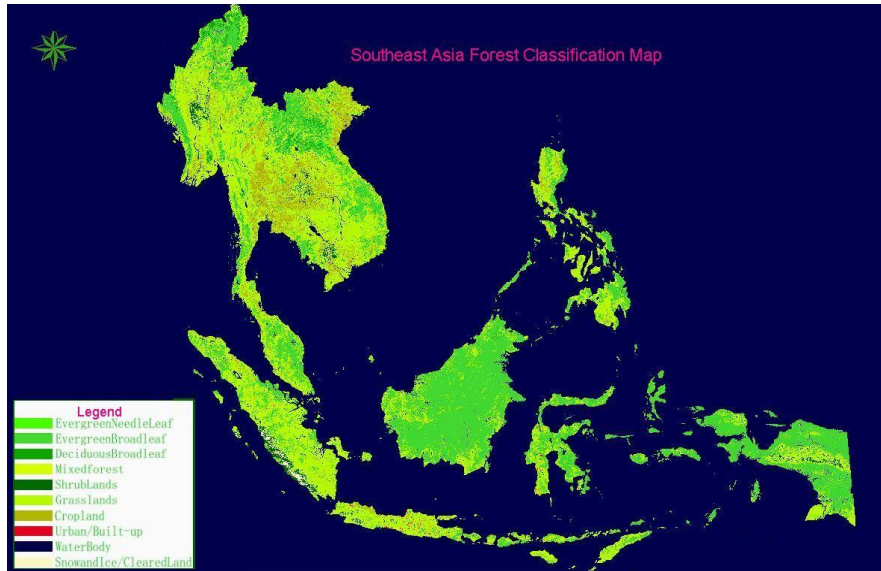 Southeast Asia Forest Classification Map
Legend
EvergreenNeedleLeaf
EvergreenBroadleaf
DeciduousBroadleaf
Mixedforest
ShrubLands
Grasslands
Cropland
Urban/Built-up
WaterBody
SnowandIce/ClearedLand